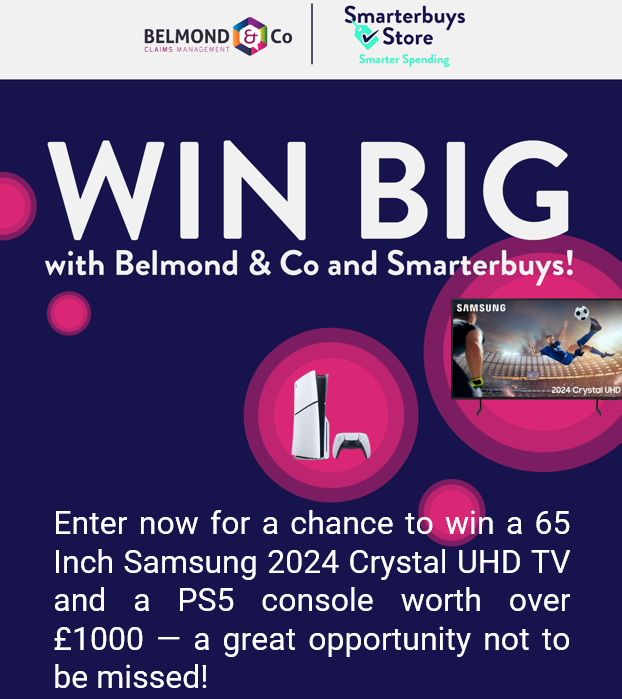 BELMOND & Co
CLAIMS MANAGEMENT
Smarterbuys
Store
Smarter Spending
WIN BIG
with Belmond & Co and Smarterbuys!
SAMSUNG
2024 Crystal UHD
Enter now for a chance to win a 65
Inch Samsung 2024 Crystal UHD TV
and a PS5 console worth over
£1000 — a great opportunity not to
be missed!